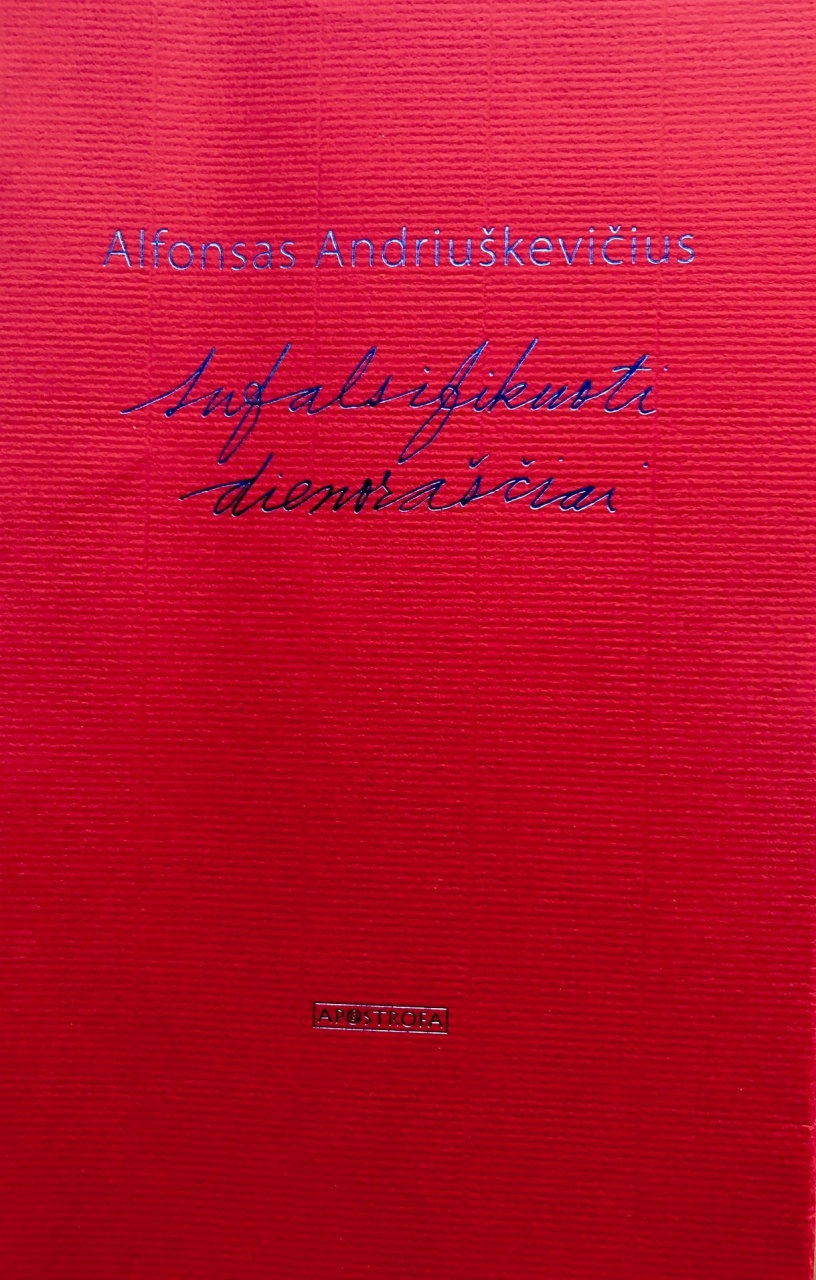 Alfonsas Andriuškevičius
sufalsifikuoti
dienoraščiai
APOSTROFA